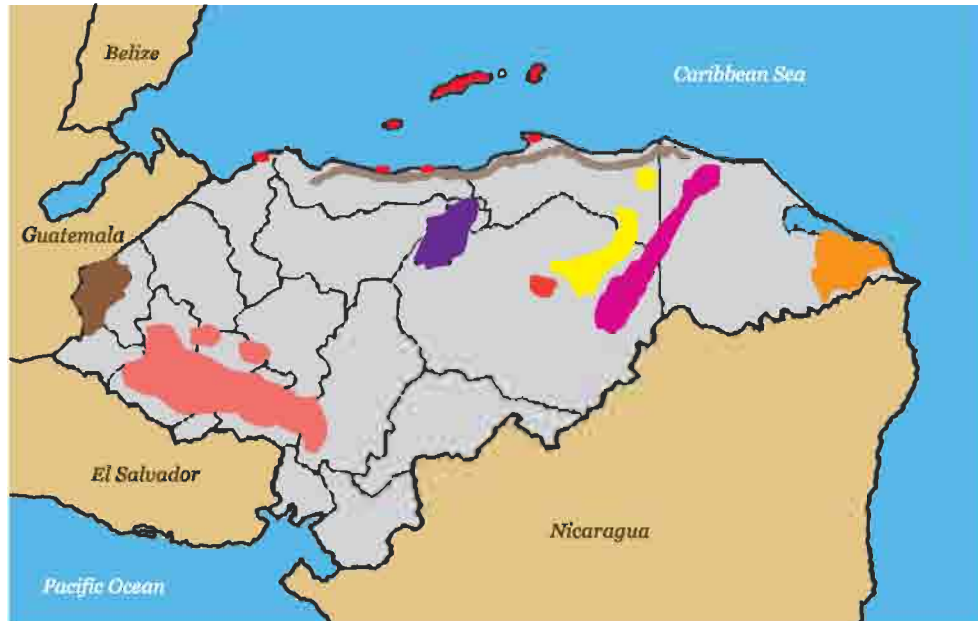 Belize
Caribbean Sea
Guatemala
El Salvador
Nicaragua
Pacific Ocean